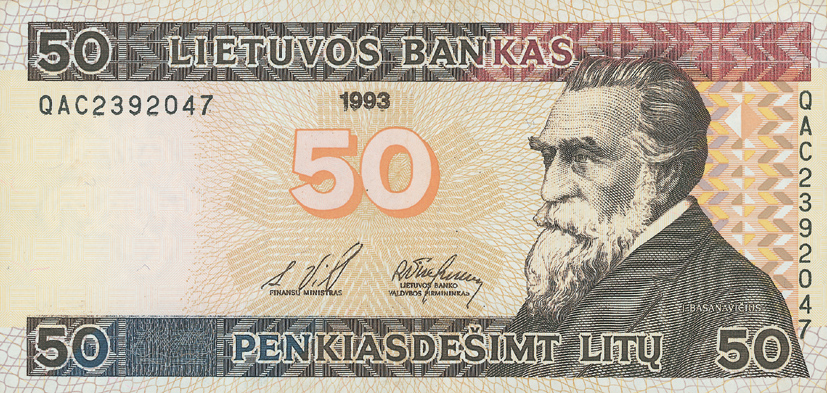 50 LIETUVOS BANKAS
QAC2392047
1993
50
QAC2392047
FINANSŲ MINISTRAS
LIETUVOS BANKO
VALDYBOS PIRMININKAS
J.BASANAVIČIUS
50 PENKIASDEŠIMT LITŲ 50